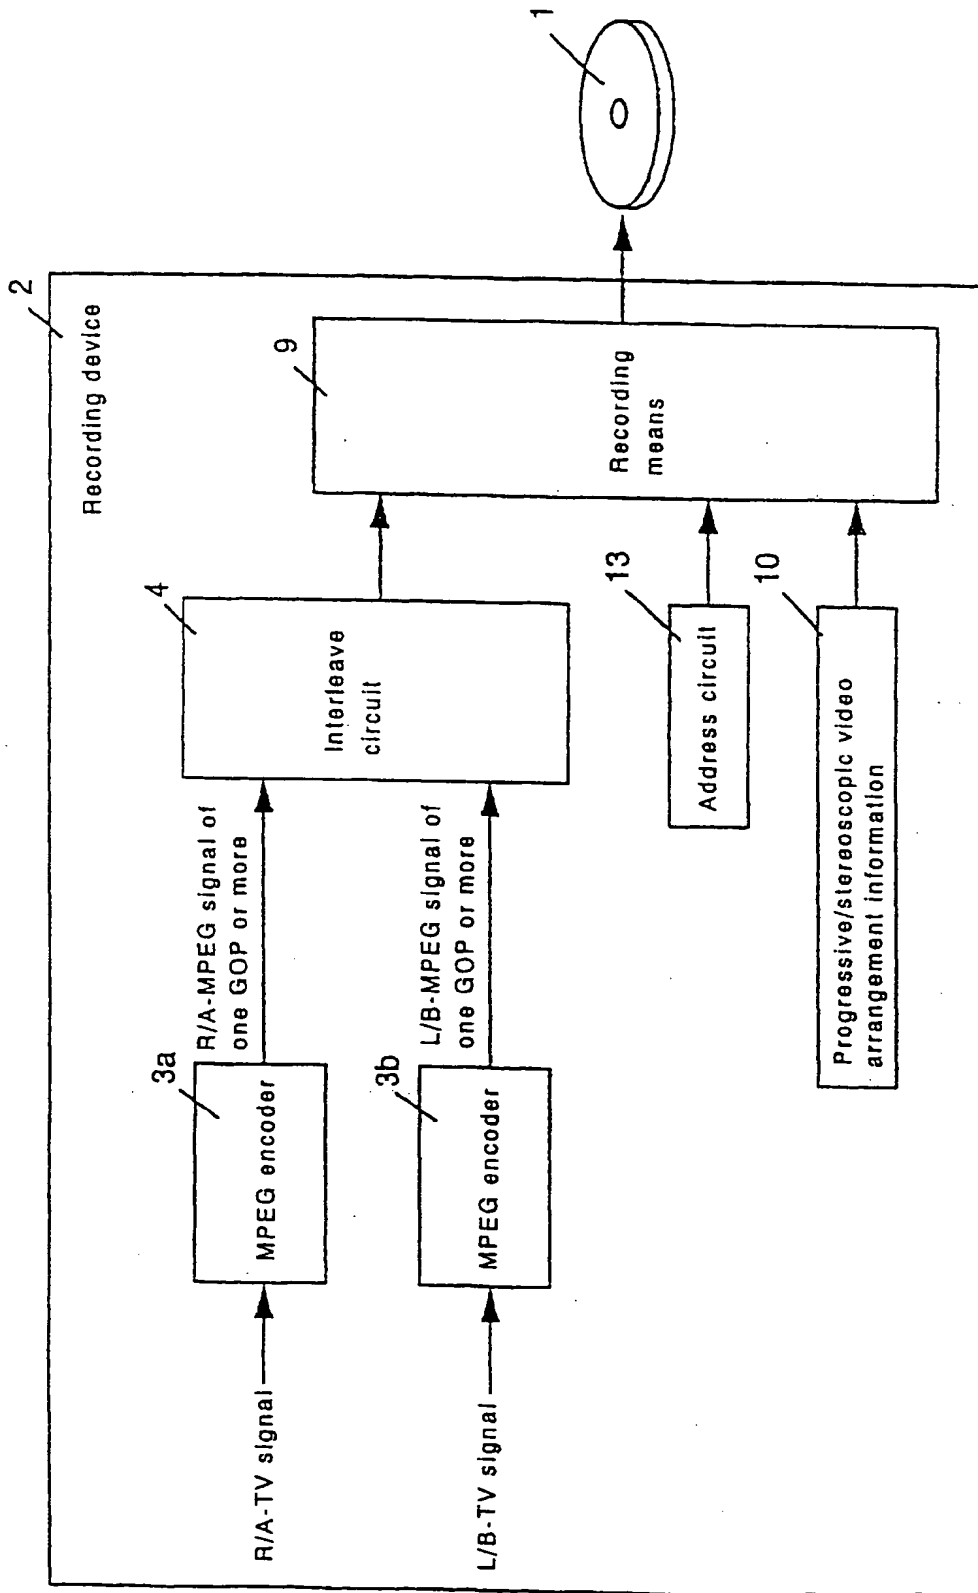 2
Recording device
R/A-TV signal
3a
MPEG encoder
R/A-MPEG signal of
one GOP or more
4
Interleave
circuit
L/B-TV signal
3b
MPEG encoder
L/B-MPEG signal of
one GOP or more
9
Recording
means
1
13
Address circuit
10
Progressive/stereoscopic video
arrangement information